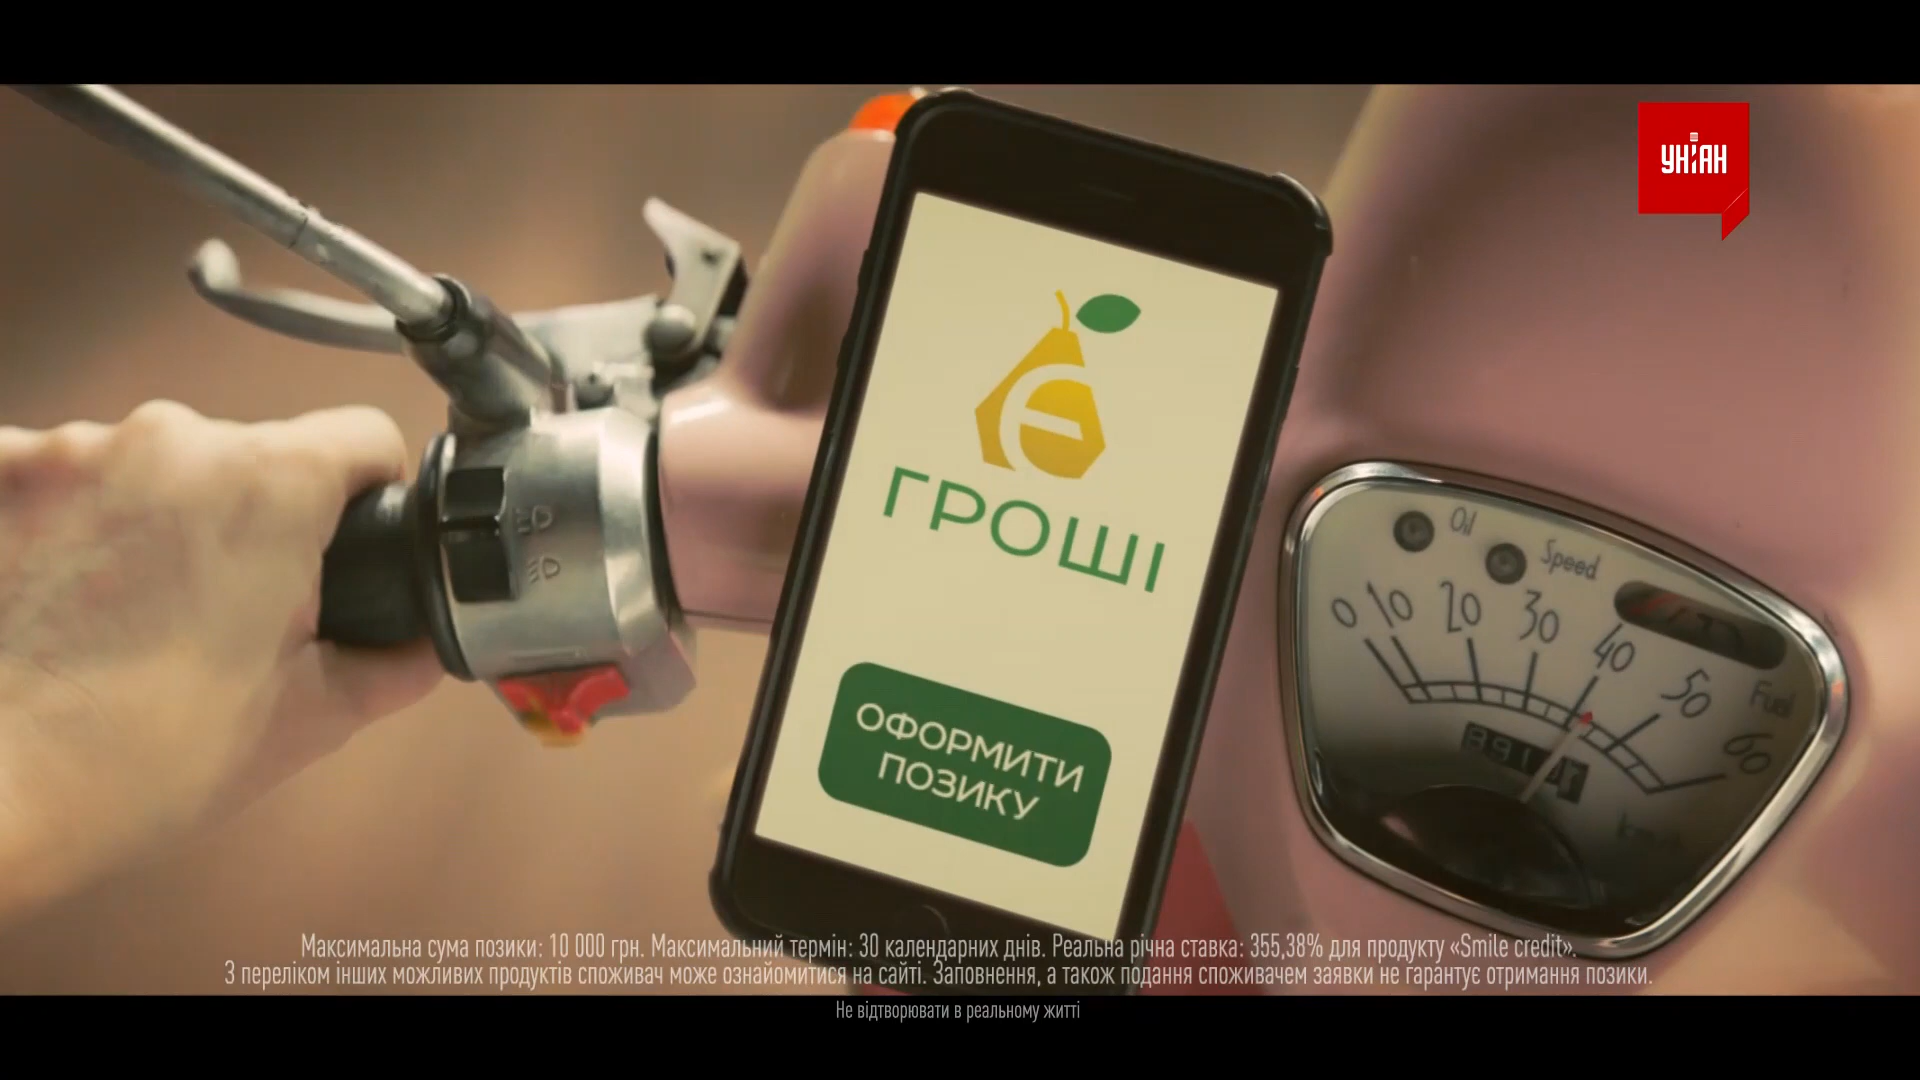 УНІАН
ГРОШІ
ОФОРМИТИ
ПОЗИКУ
Oil
Speed
0 10 20 30 40 50 60
Fuel
Максимальна сума позики: 10 000 грн. Максимальний термін: 30 календарних днів. Реальна річна ставка: 355,38% для продукту «Smile credit».
З переліком інших можливих продуктів споживач може ознайомитися на сайті. Заповнення, а також подання споживачем заявки не гарантує отримання позики.
Не відтворювати в реальному житті